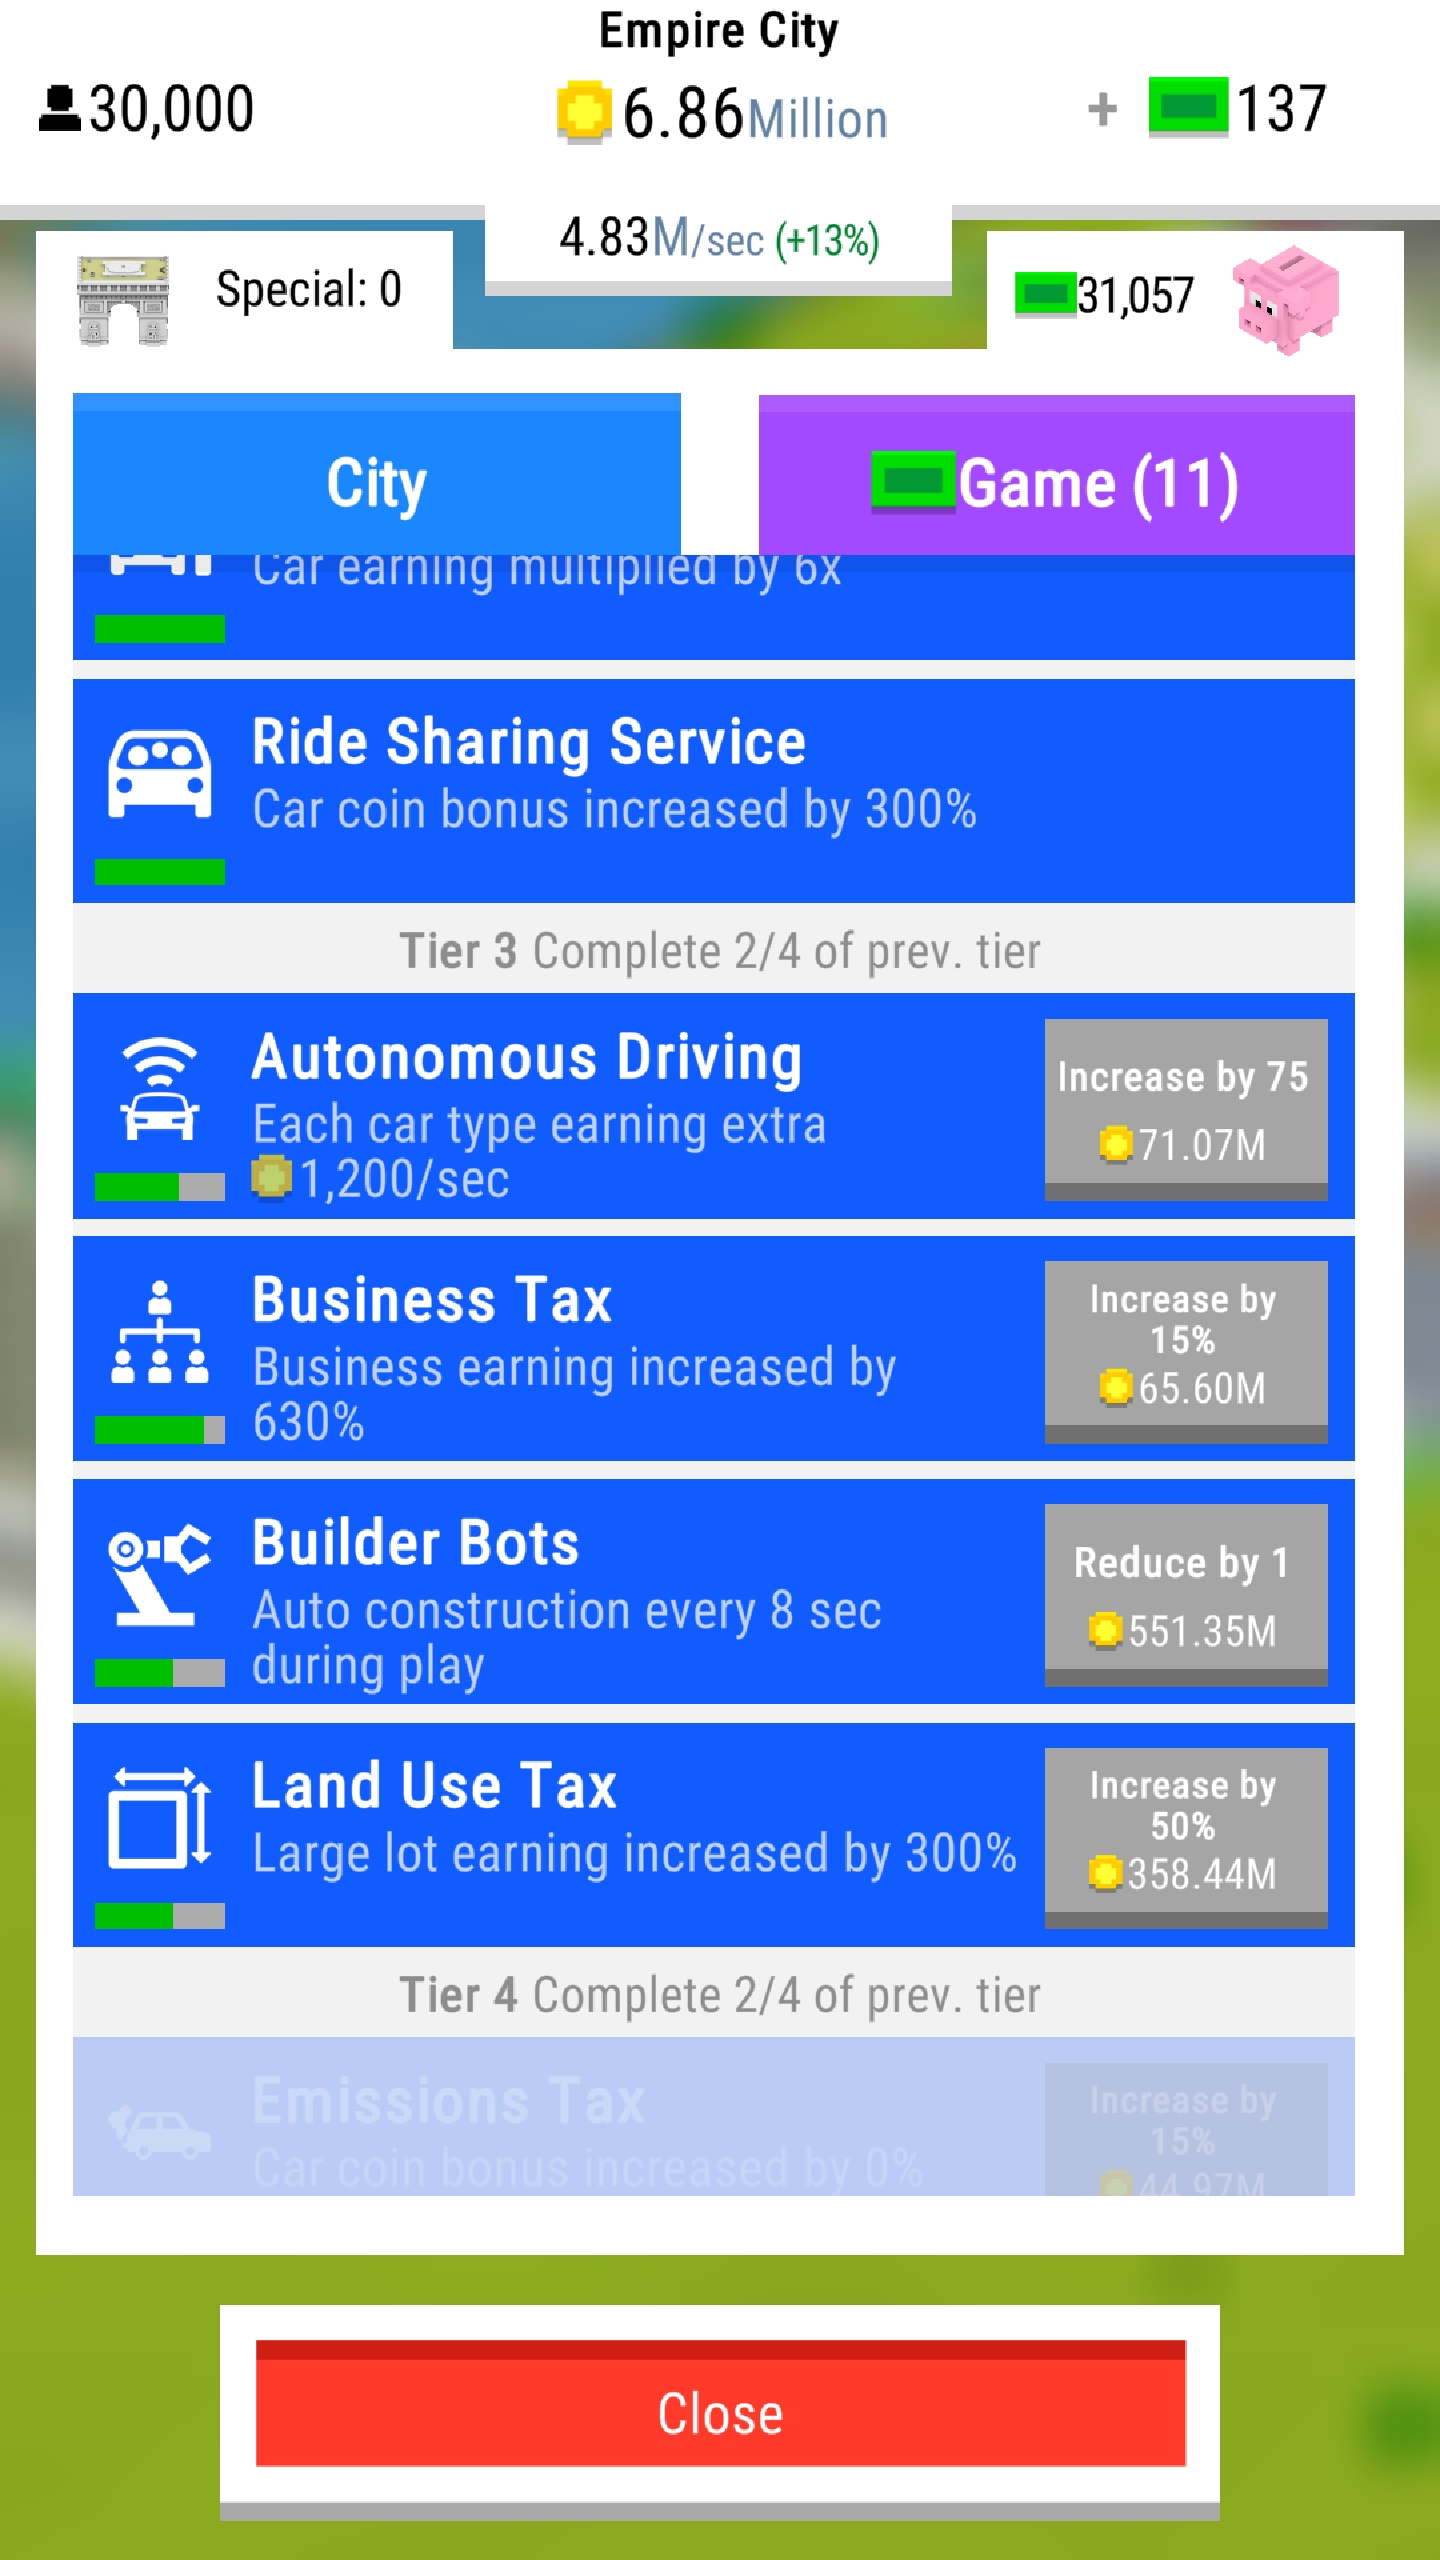 Empire City
30,000
6.86Million
+ 137
4.83M/sec (+13%)
Special: 0
31,057
City
Game (11)
Car earning multiplied by 6x
Ride Sharing Service
Car coin bonus increased by 300%
Tier 3 Complete 2/4 of prev. tier
Autonomous Driving
Each car type earning extra
1,200/sec
Increase by 75
71.07M
Business Tax
Business earning increased by
630%
Increase by
15%
65.60M
Builder Bots
Auto construction every 8 sec
during play
Reduce by 1
551.35M
Land Use Tax
Large lot earning increased by 300%
Increase by
50%
358.44M
Tier 4 Complete 2/4 of prev. tier
Emissions Tax
Car coin bonus increased by 0%
Increase by
15%
44.97M
Close